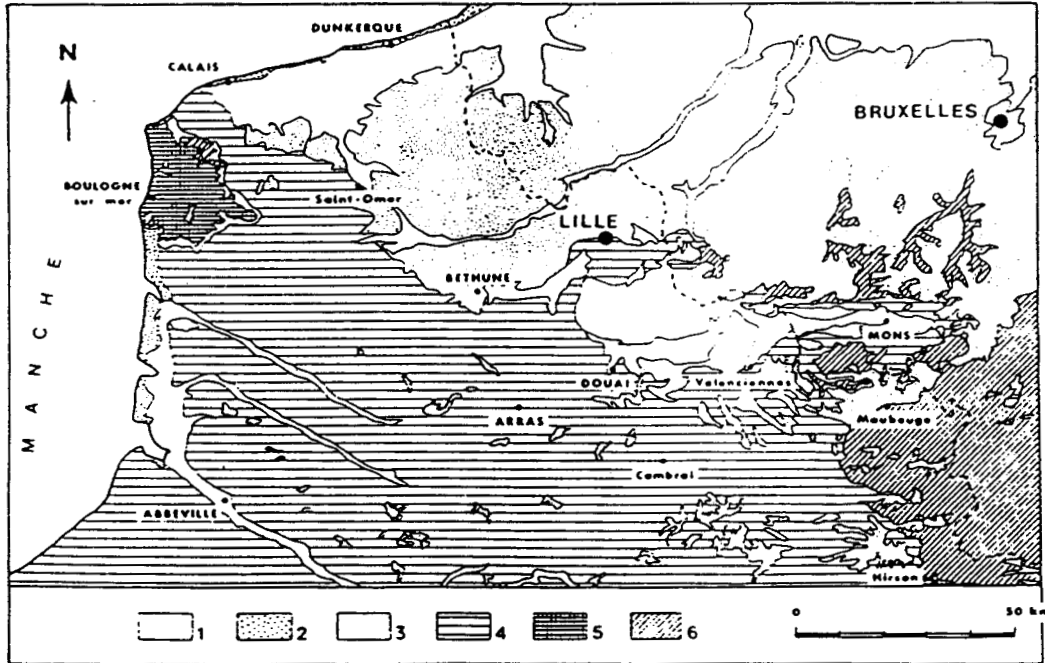 DUNKERQUE
N
CALAIS
BRUXELLES
BOULOGNE
sur mer
Saint-Omer
LILLE
BETHUNE
MANCHE
MONS
DOUAI
Valenciennes
ARRAS
Maubeuge
Cambrai
ABBEVILLE
Hirson
0 50 km
1 2 3 4 5 6